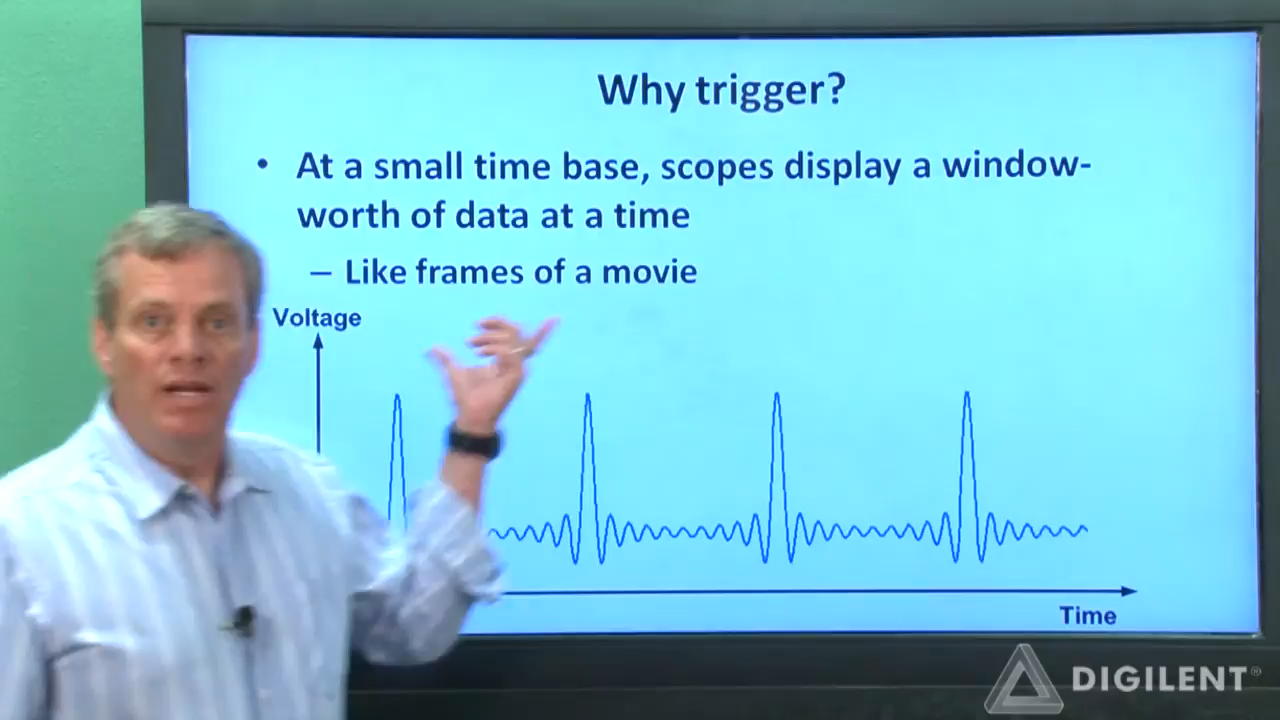 Why trigger?
• At a small time base, scopes display a window-
worth of data at a time
– Like frames of a movie
Voltage
Time
DIGILENT®